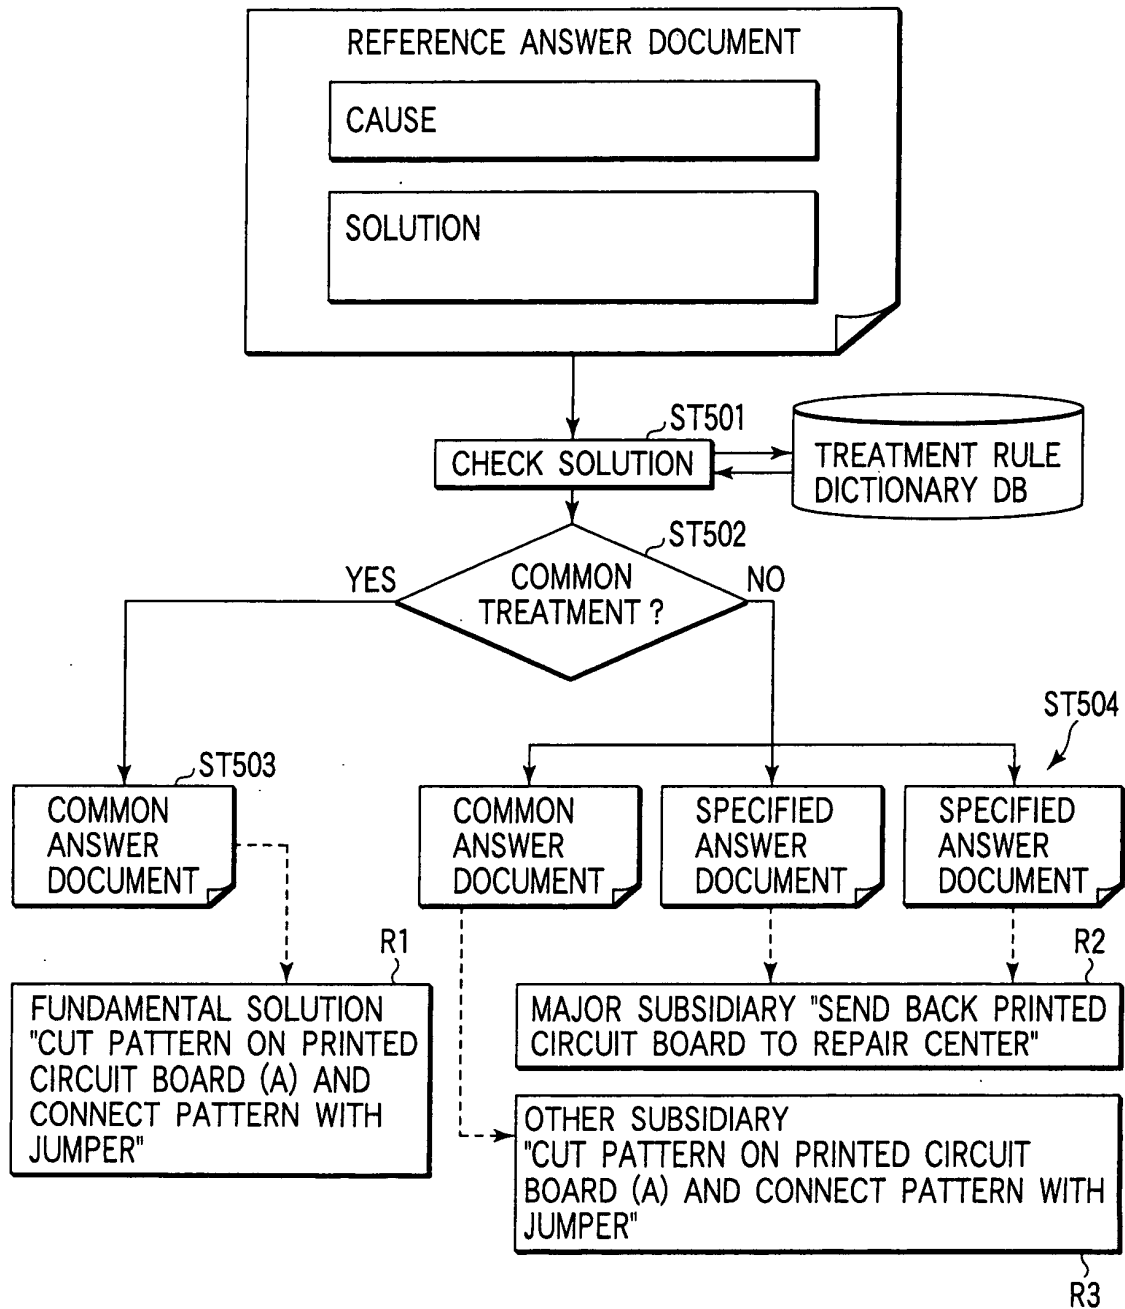 REFERENCE ANSWER DOCUMENT
CAUSE
SOLUTION
ST501
CHECK SOLUTION
TREATMENT RULE
DICTIONARY DB
ST502
YES
COMMON
TREATMENT ?
NO
ST504
ST503
COMMON
ANSWER
DOCUMENT
COMMON
ANSWER
DOCUMENT
SPECIFIED
ANSWER
DOCUMENT
SPECIFIED
ANSWER
DOCUMENT
R1
FUNDAMENTAL SOLUTION
"CUT PATTERN ON PRINTED
CIRCUIT BOARD (A) AND
CONNECT PATTERN WITH
JUMPER"
R2
MAJOR SUBSIDIARY "SEND BACK PRINTED
CIRCUIT BOARD TO REPAIR CENTER"
OTHER SUBSIDIARY
"CUT PATTERN ON PRINTED CIRCUIT
BOARD (A) AND CONNECT PATTERN WITH
JUMPER"
R3